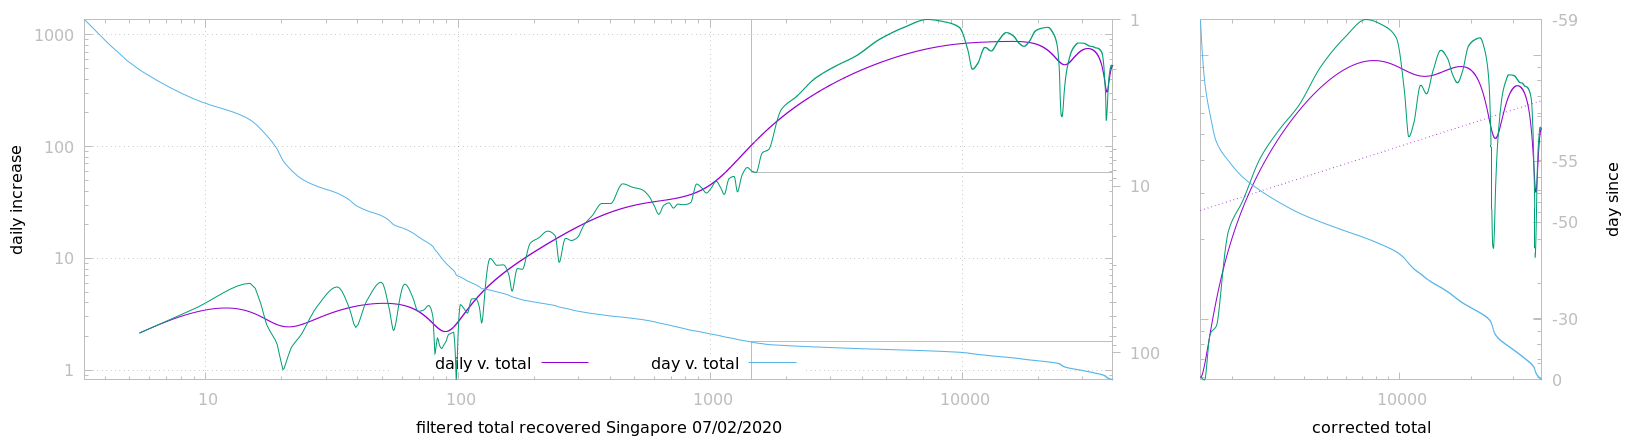 daily increase
1000
100
10
1
10
100
1000
10000
1
10
100
daily v. total
day v. total
filtered total recovered Singapore 07/02/2020
10000
-59
-55
-50
-30
0
day since
corrected total